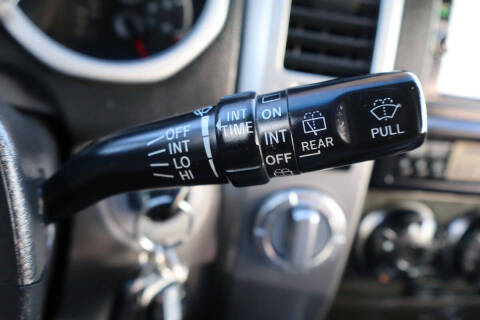 OFF
INT
LO
HI
INT
TIME
ON
INT
OFF
REAR
PULL